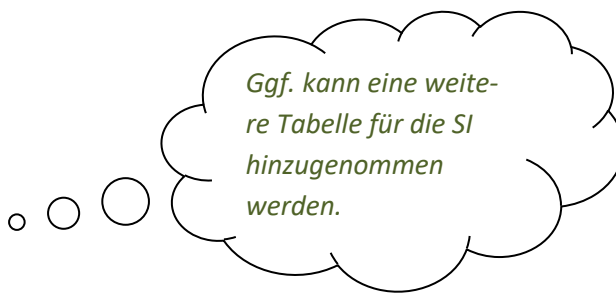 Ggf. kann eine weite-
re Tabelle für die SI
hinzugenommen
werden.